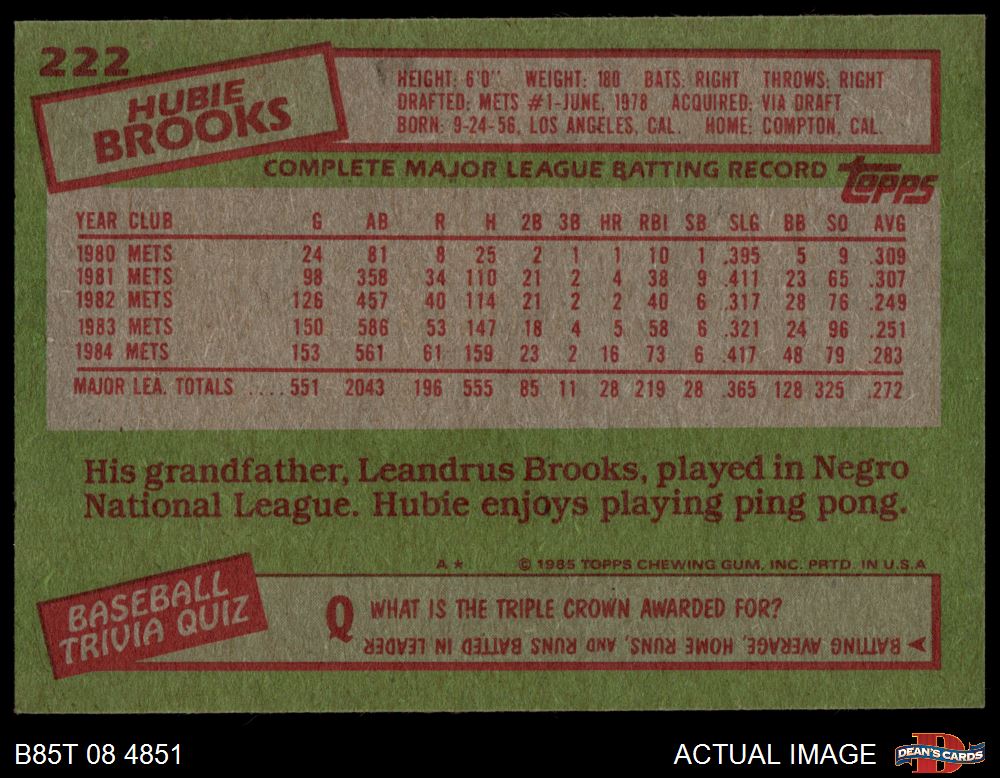 222
HUBIE
BROOKS
HEIGHT: 6'0" WEIGHT: 180 BATS: RIGHT THROWS: RIGHT
DRAFTED: METS #1-JUNE, 1978 ACQUIRED: VIA DRAFT
BORN: 9-24-56, LOS ANGELES, CAL. HOME: COMPTON, CAL.
COMPLETE MAJOR LEAGUE BATTING RECORD topps
YEAR CLUB G AB R H 2B 3B HR RBI SB SLG BB SO AVG
1980 METS 24 81 8 25 2 1 1 10 1 .395 5 9 .309
1981 METS 98 358 34 110 21 2 4 38 9 .411 23 65 .307
1982 METS 126 457 40 114 21 2 2 40 6 .317 28 76 .249
1983 METS 150 586 53 147 18 4 5 58 6 .321 24 96 .251
1984 METS 153 561 61 159 23 2 16 73 6 .417 48 79 .283
MAJOR LEA. TOTALS ....551 2043 196 555 85 11 28 219 28 .365 128 325 .272
His grandfather, Leandrus Brooks, played in Negro
National League. Hubie enjoys playing ping pong.
A* © 1985 TOPPS CHEWING GUM, INC. PRTD. IN U.S.A
BASEBALL
TRIVIA QUIZ
Q WHAT IS THE TRIPLE CROWN AWARDED FOR?
BATTING AVERAGE, HOME RUNS, AND RUNS BATTED IN LEADER
B85T 08 4851
ACTUAL IMAGE
D
DEAN'S CARDS